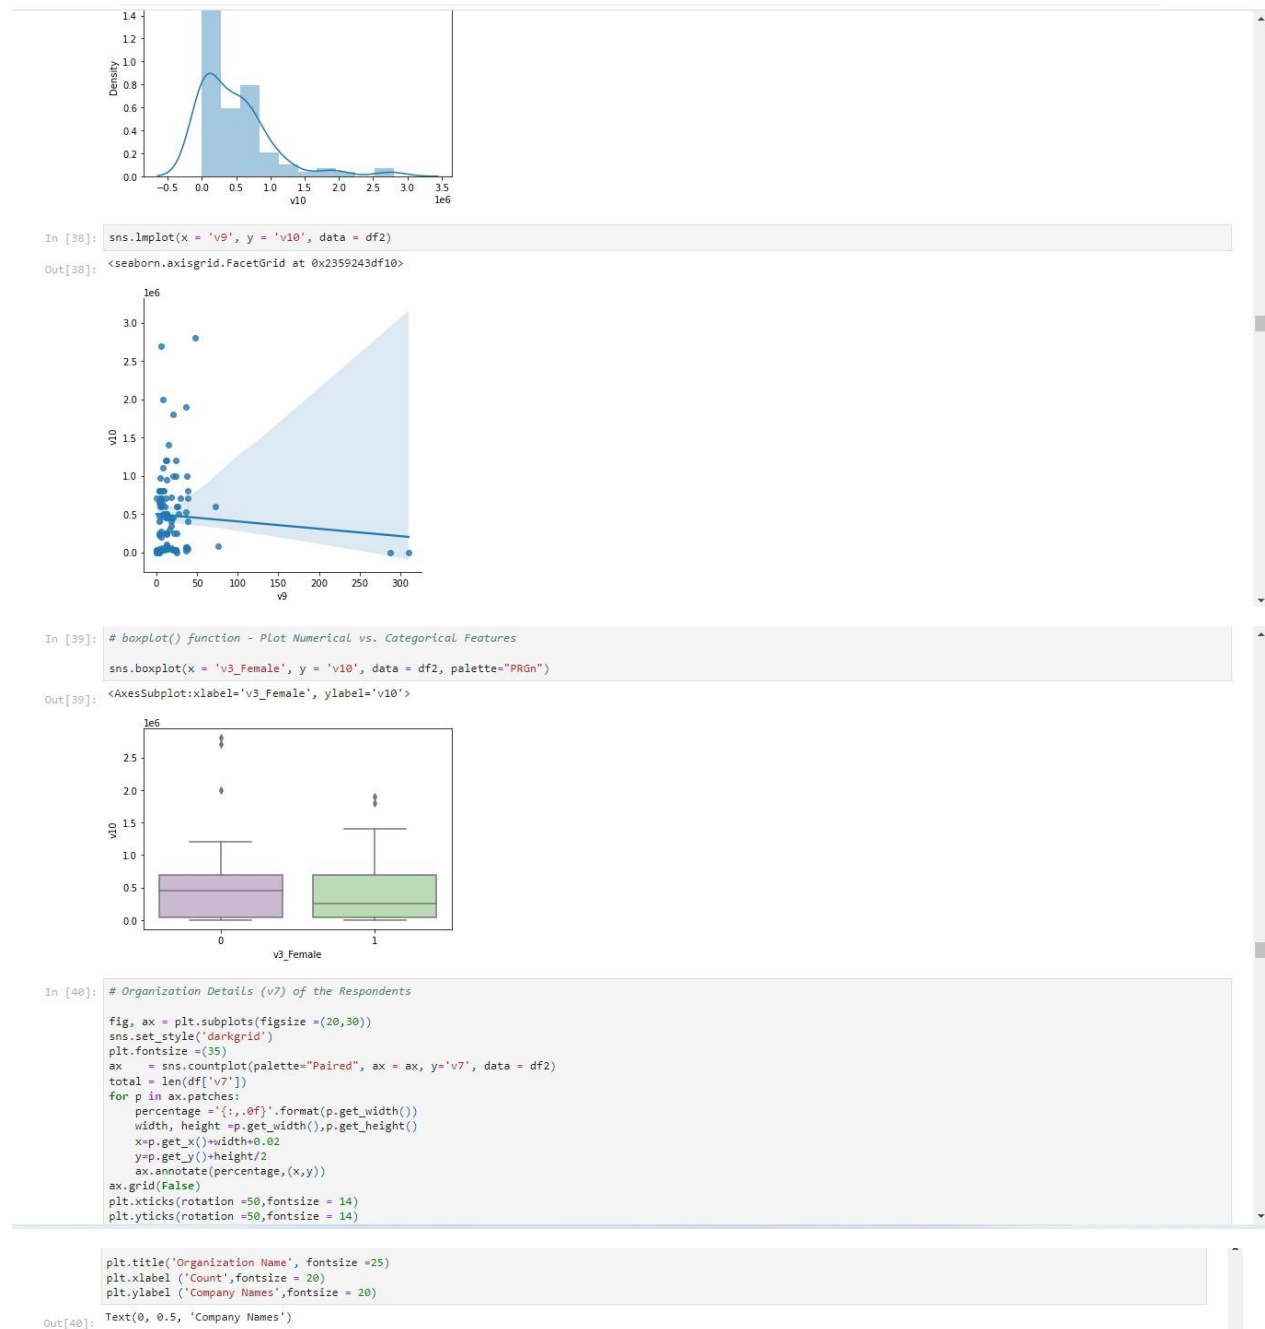 1.4
1.2
1.0
0.8
0.6
0.4
0.2
0.0
Density
−0.5 0.0 0.5 1.0 1.5 2.0 2.5 3.0 3.5
v10 1e6
In [38]: sns.lmplot(x = 'v9', y = 'v10', data = df2)
Out[38]: <seaborn.axisgrid.FacetGrid at 0x2359243df10>
1e6
3.0
2.5
2.0
1.5
1.0
0.5
0.0
v10
0 50 100 150 200 250 300
v9
In [39]: # boxplot() function - Plot Numerical vs. Categorical Features
sns.boxplot(x = 'v3_Female', y = 'v10', data = df2, palette="PRGn")
Out[39]: <AxesSubplot:xlabel='v3_Female', ylabel='v10'>
1e6
2.5
2.0
1.5
1.0
0.5
0.0
v10
0 1
v3_Female
In [40]: # Organization Details (v7) of the Respondents
fig, ax = plt.subplots(figsize =(20,30))
sns.set_style('darkgrid')
plt.fontsize =(35)
ax    = sns.countplot(palette="Paired", ax = ax, y='v7', data = df2)
total = len(df['v7'])
for p in ax.patches:
    percentage ='{:,.0f}'.format(p.get_width())
    width, height =p.get_width(),p.get_height()
    x=p.get_x()+width+0.02
    y=p.get_y()+height/2
    ax.annotate(percentage,(x,y))
ax.grid(False)
plt.xticks(rotation =50,fontsize = 14)
plt.yticks(rotation =50,fontsize = 14)
plt.title('Organization Name', fontsize =25)
plt.xlabel ('Count',fontsize = 20)
plt.ylabel ('Company Names',fontsize = 20)
Out[40]: Text(0, 0.5, 'Company Names')